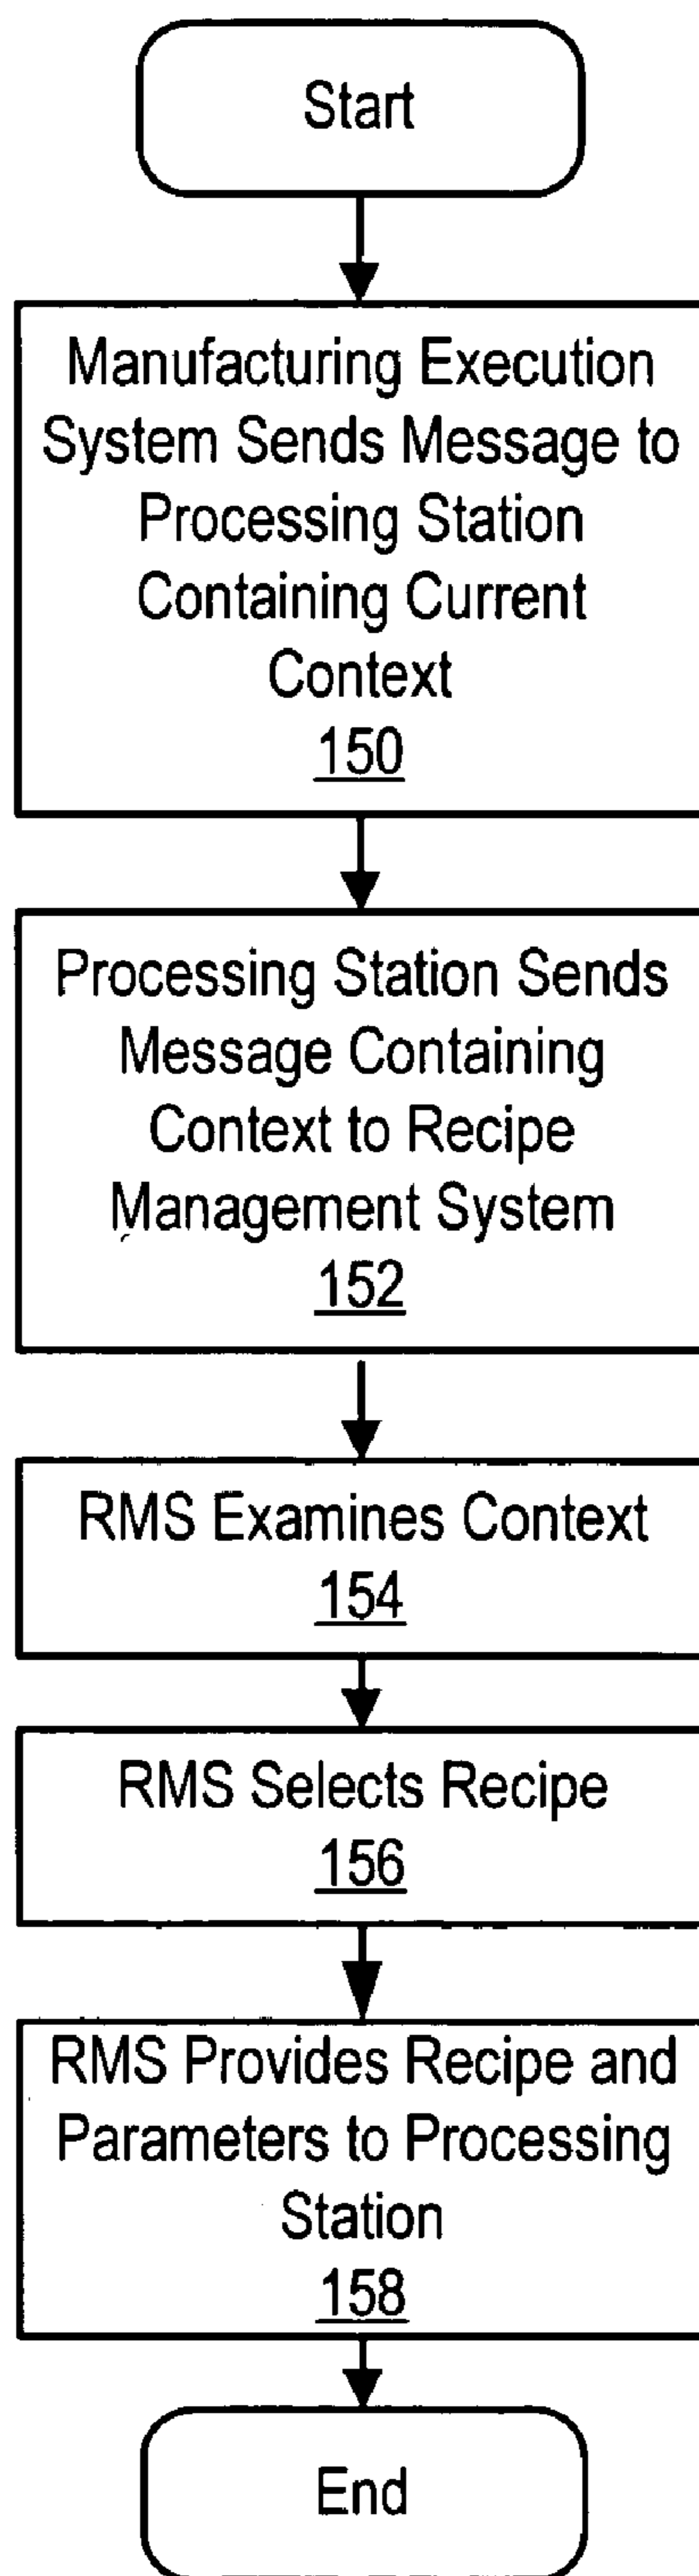 Start
Manufacturing Execution
System Sends Message to
Processing Station
Containing Current
Context
150
Processing Station Sends
Message Containing
Context to Recipe
Management System
152
RMS Examines Context
154
RMS Selects Recipe
156
RMS Provides Recipe and
Parameters to Processing
Station
158
End